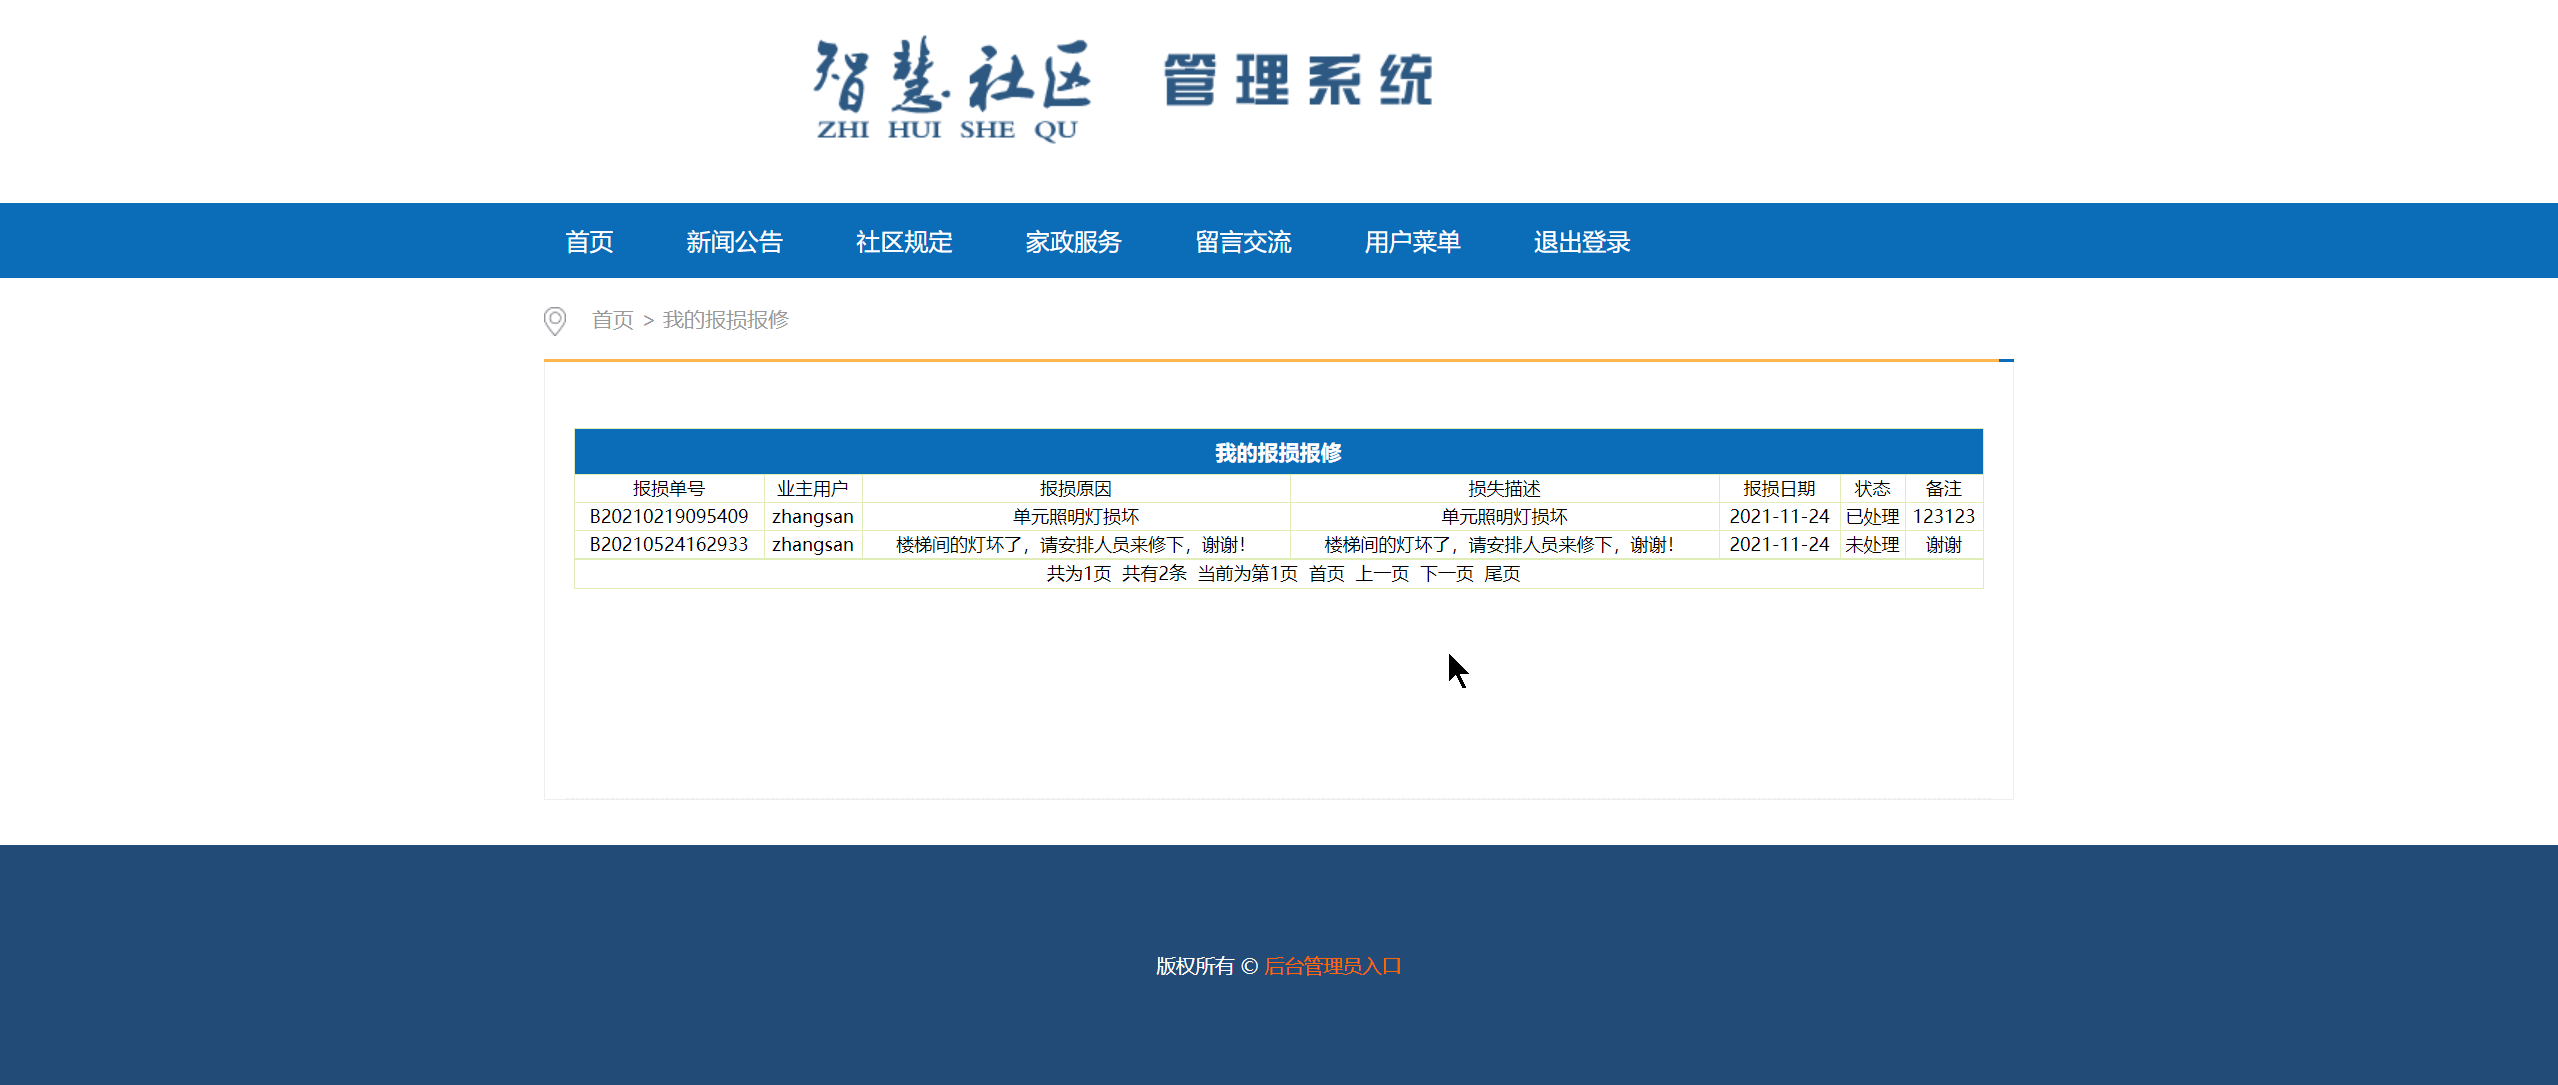 智慧社区 管理系统
ZHI HUI SHE QU
首页 新闻公告 社区规定 家政服务 留言交流 用户菜单 退出登录
首页 > 我的报损报修
我的报损报修
报损单号 业主用户 报损原因 损失描述 报损日期 状态 备注
B20210219095409 zhangsan 单元照明灯损坏 单元照明灯损坏 2021-11-24 已处理 123123
B20210524162933 zhangsan 楼梯间的灯坏了，请安排人员来修下，谢谢！ 楼梯间的灯坏了，请安排人员来修下，谢谢！ 2021-11-24 未处理 谢谢
共为1页 共有2条 当前为第1页 首页 上一页 下一页 尾页
版权所有 © 后台管理员入口